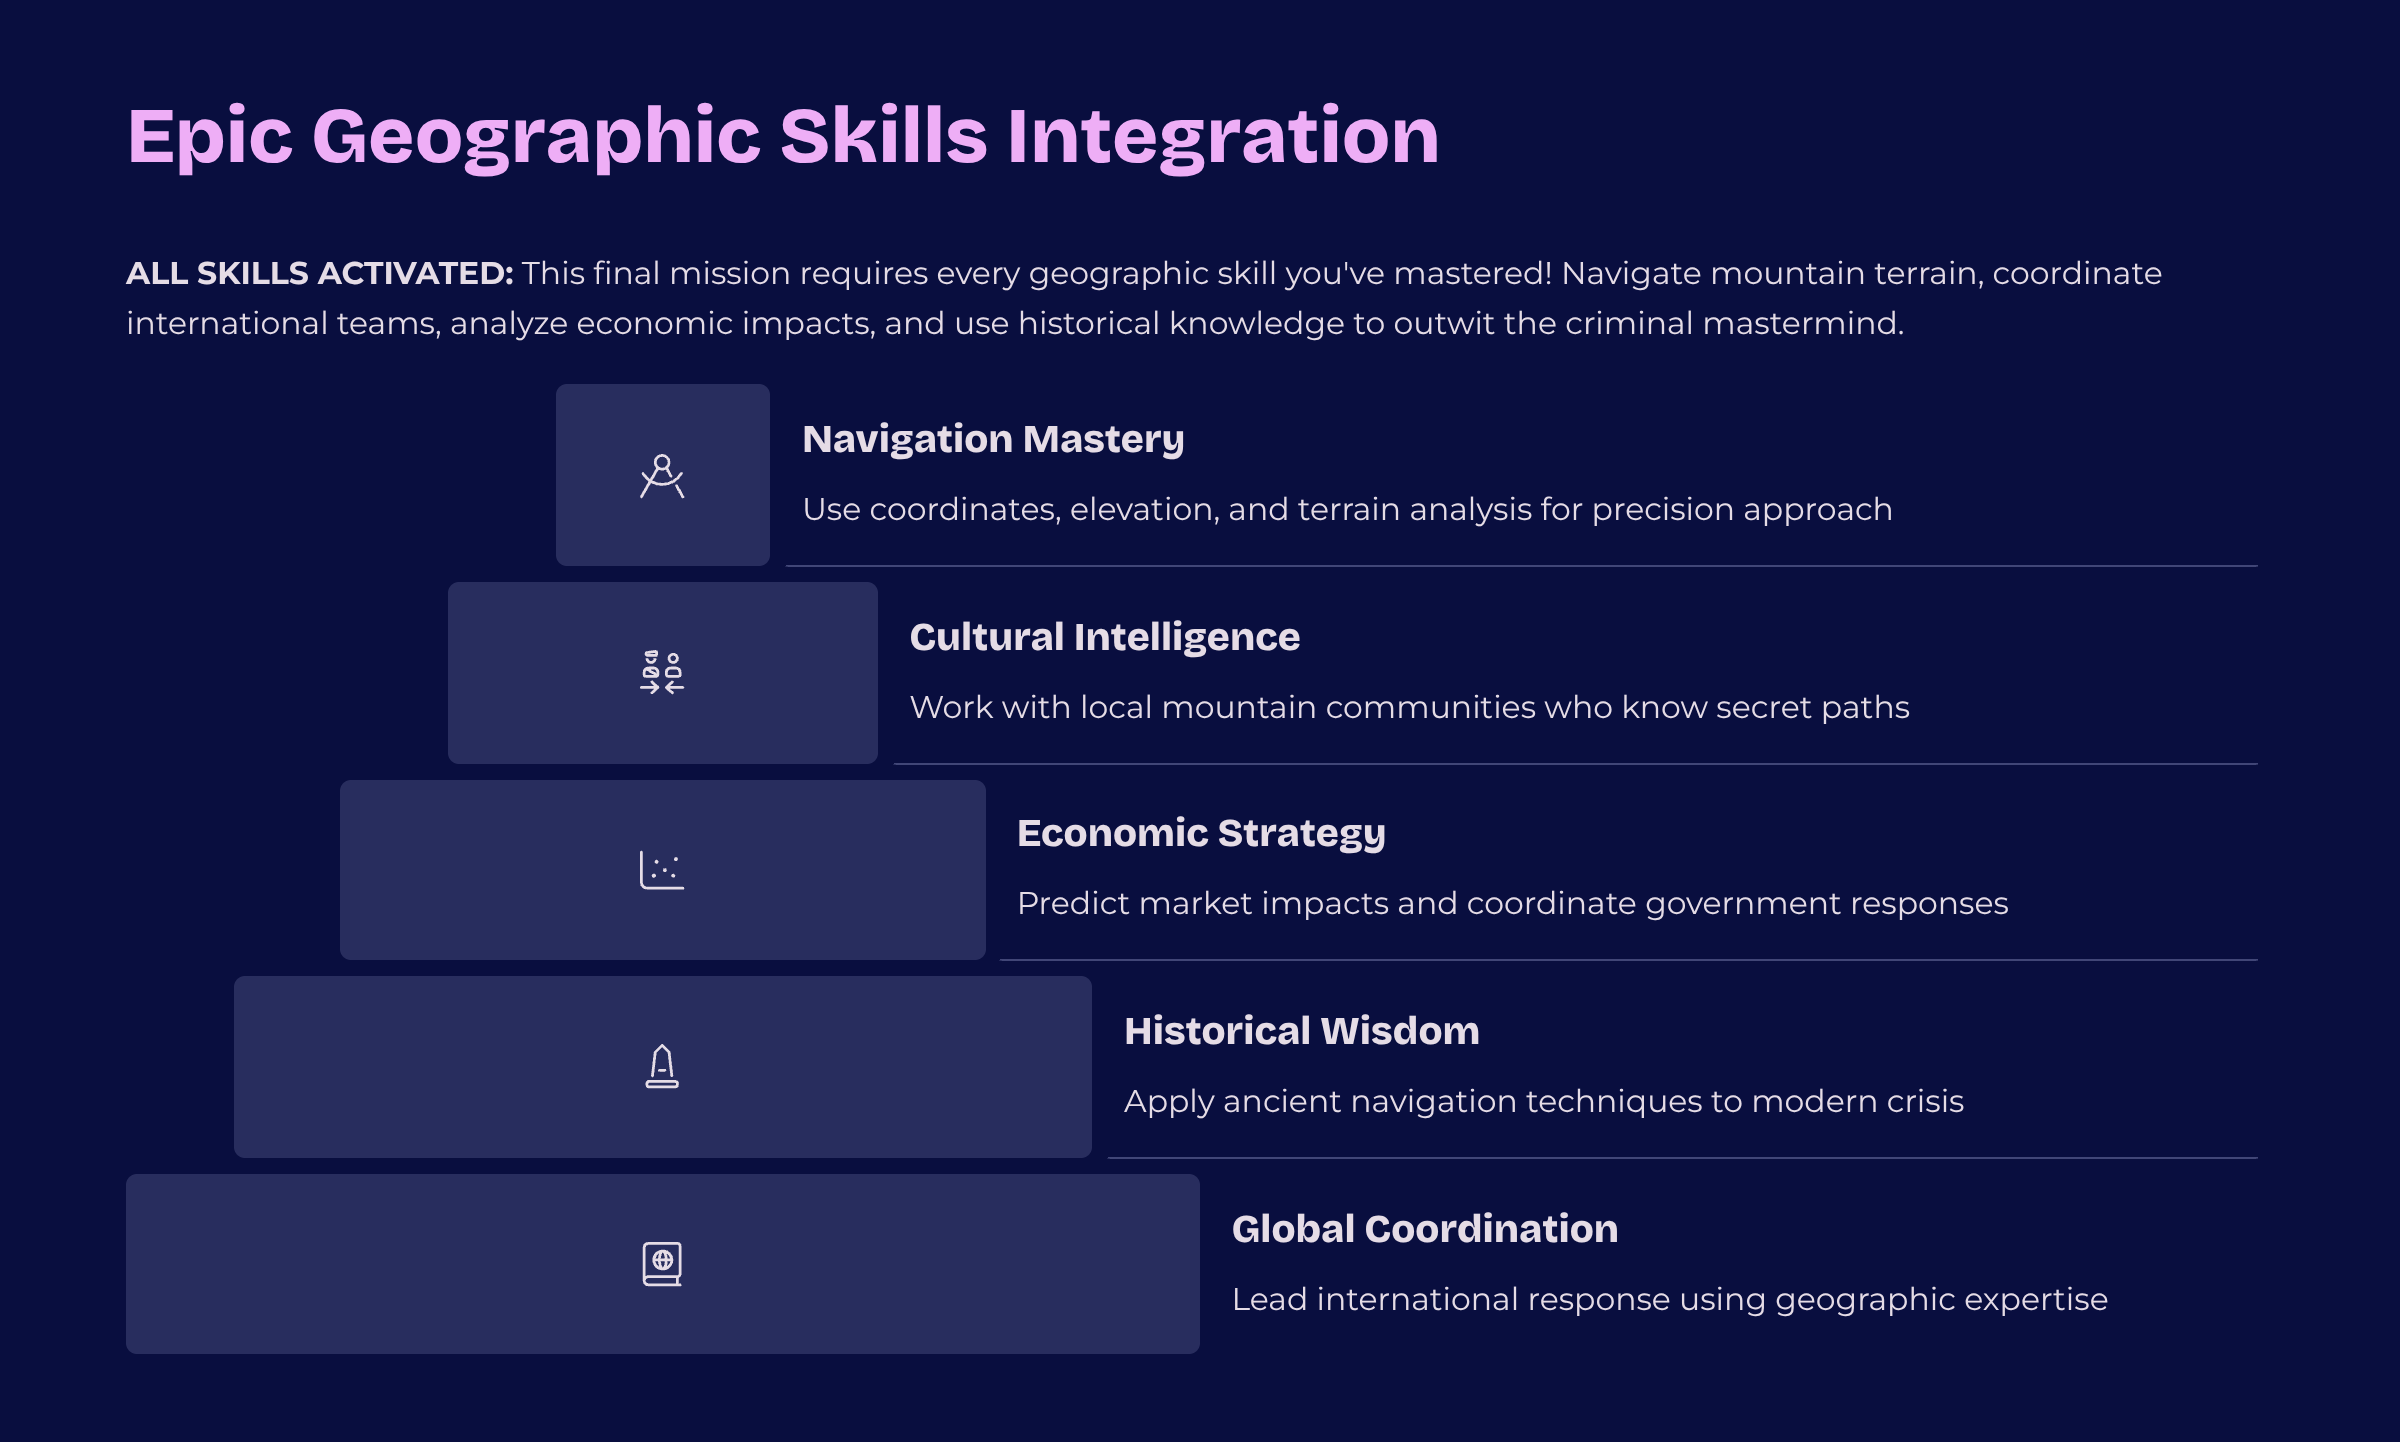 Epic Geographic Skills Integration
ALL SKILLS ACTIVATED: This final mission requires every geographic skill you've mastered! Navigate mountain terrain, coordinate
international teams, analyze economic impacts, and use historical knowledge to outwit the criminal mastermind.
Navigation Mastery
Use coordinates, elevation, and terrain analysis for precision approach
Cultural Intelligence
Work with local mountain communities who know secret paths
Economic Strategy
Predict market impacts and coordinate government responses
Historical Wisdom
Apply ancient navigation techniques to modern crisis
Global Coordination
Lead international response using geographic expertise